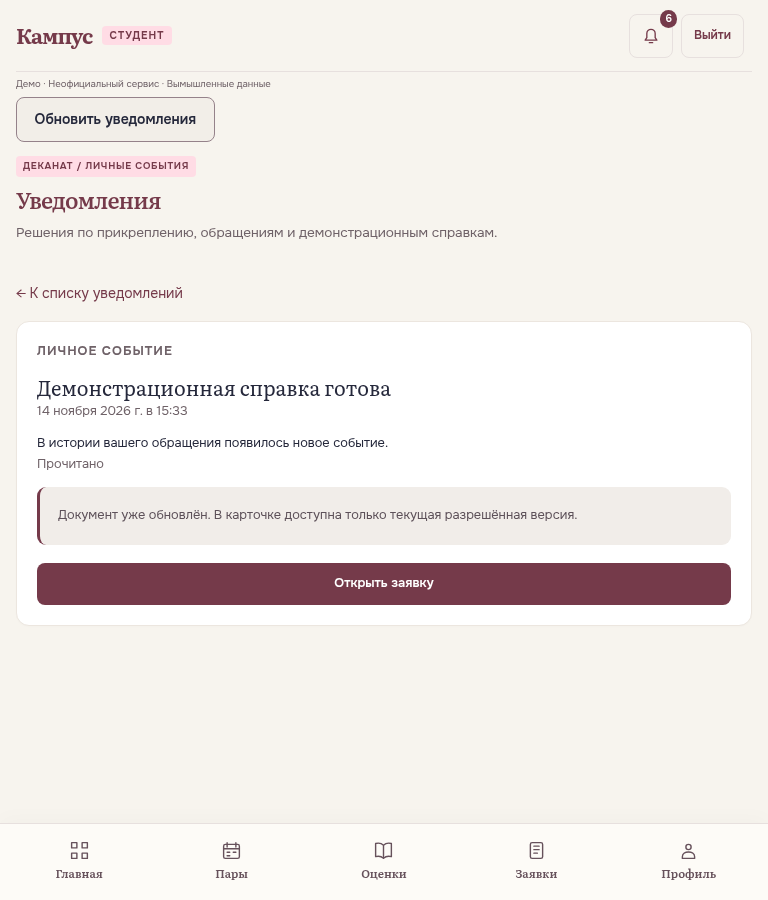 Кампус СТУДЕНТ 6 Выйти
Демо · Неофициальный сервис · Вымышленные данные
Обновить уведомления
ДЕКАНАТ / ЛИЧНЫЕ СОБЫТИЯ
Уведомления
Решения по прикреплению, обращениям и демонстрационным справкам.
← К списку уведомлений
ЛИЧНОЕ СОБЫТИЕ
Демонстрационная справка готова
14 ноября 2026 г. в 15:33
В истории вашего обращения появилось новое событие.
Прочитано
Документ уже обновлён. В карточке доступна только текущая разрешённая версия.
Открыть заявку
Главная Пары Оценки Заявки Профиль